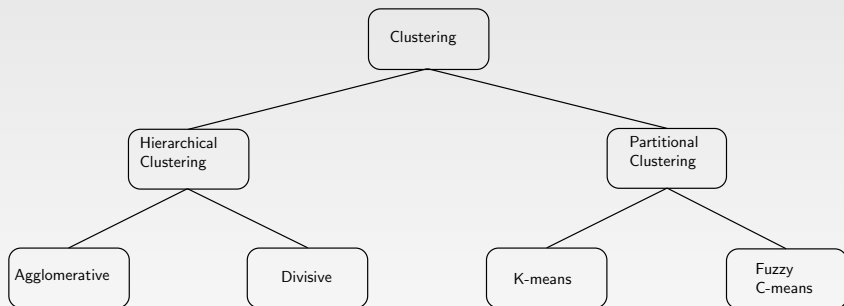 Clustering
Hierarchical
Clustering
Partitional
Clustering
Agglomerative
Divisive
K-means
Fuzzy
C-means